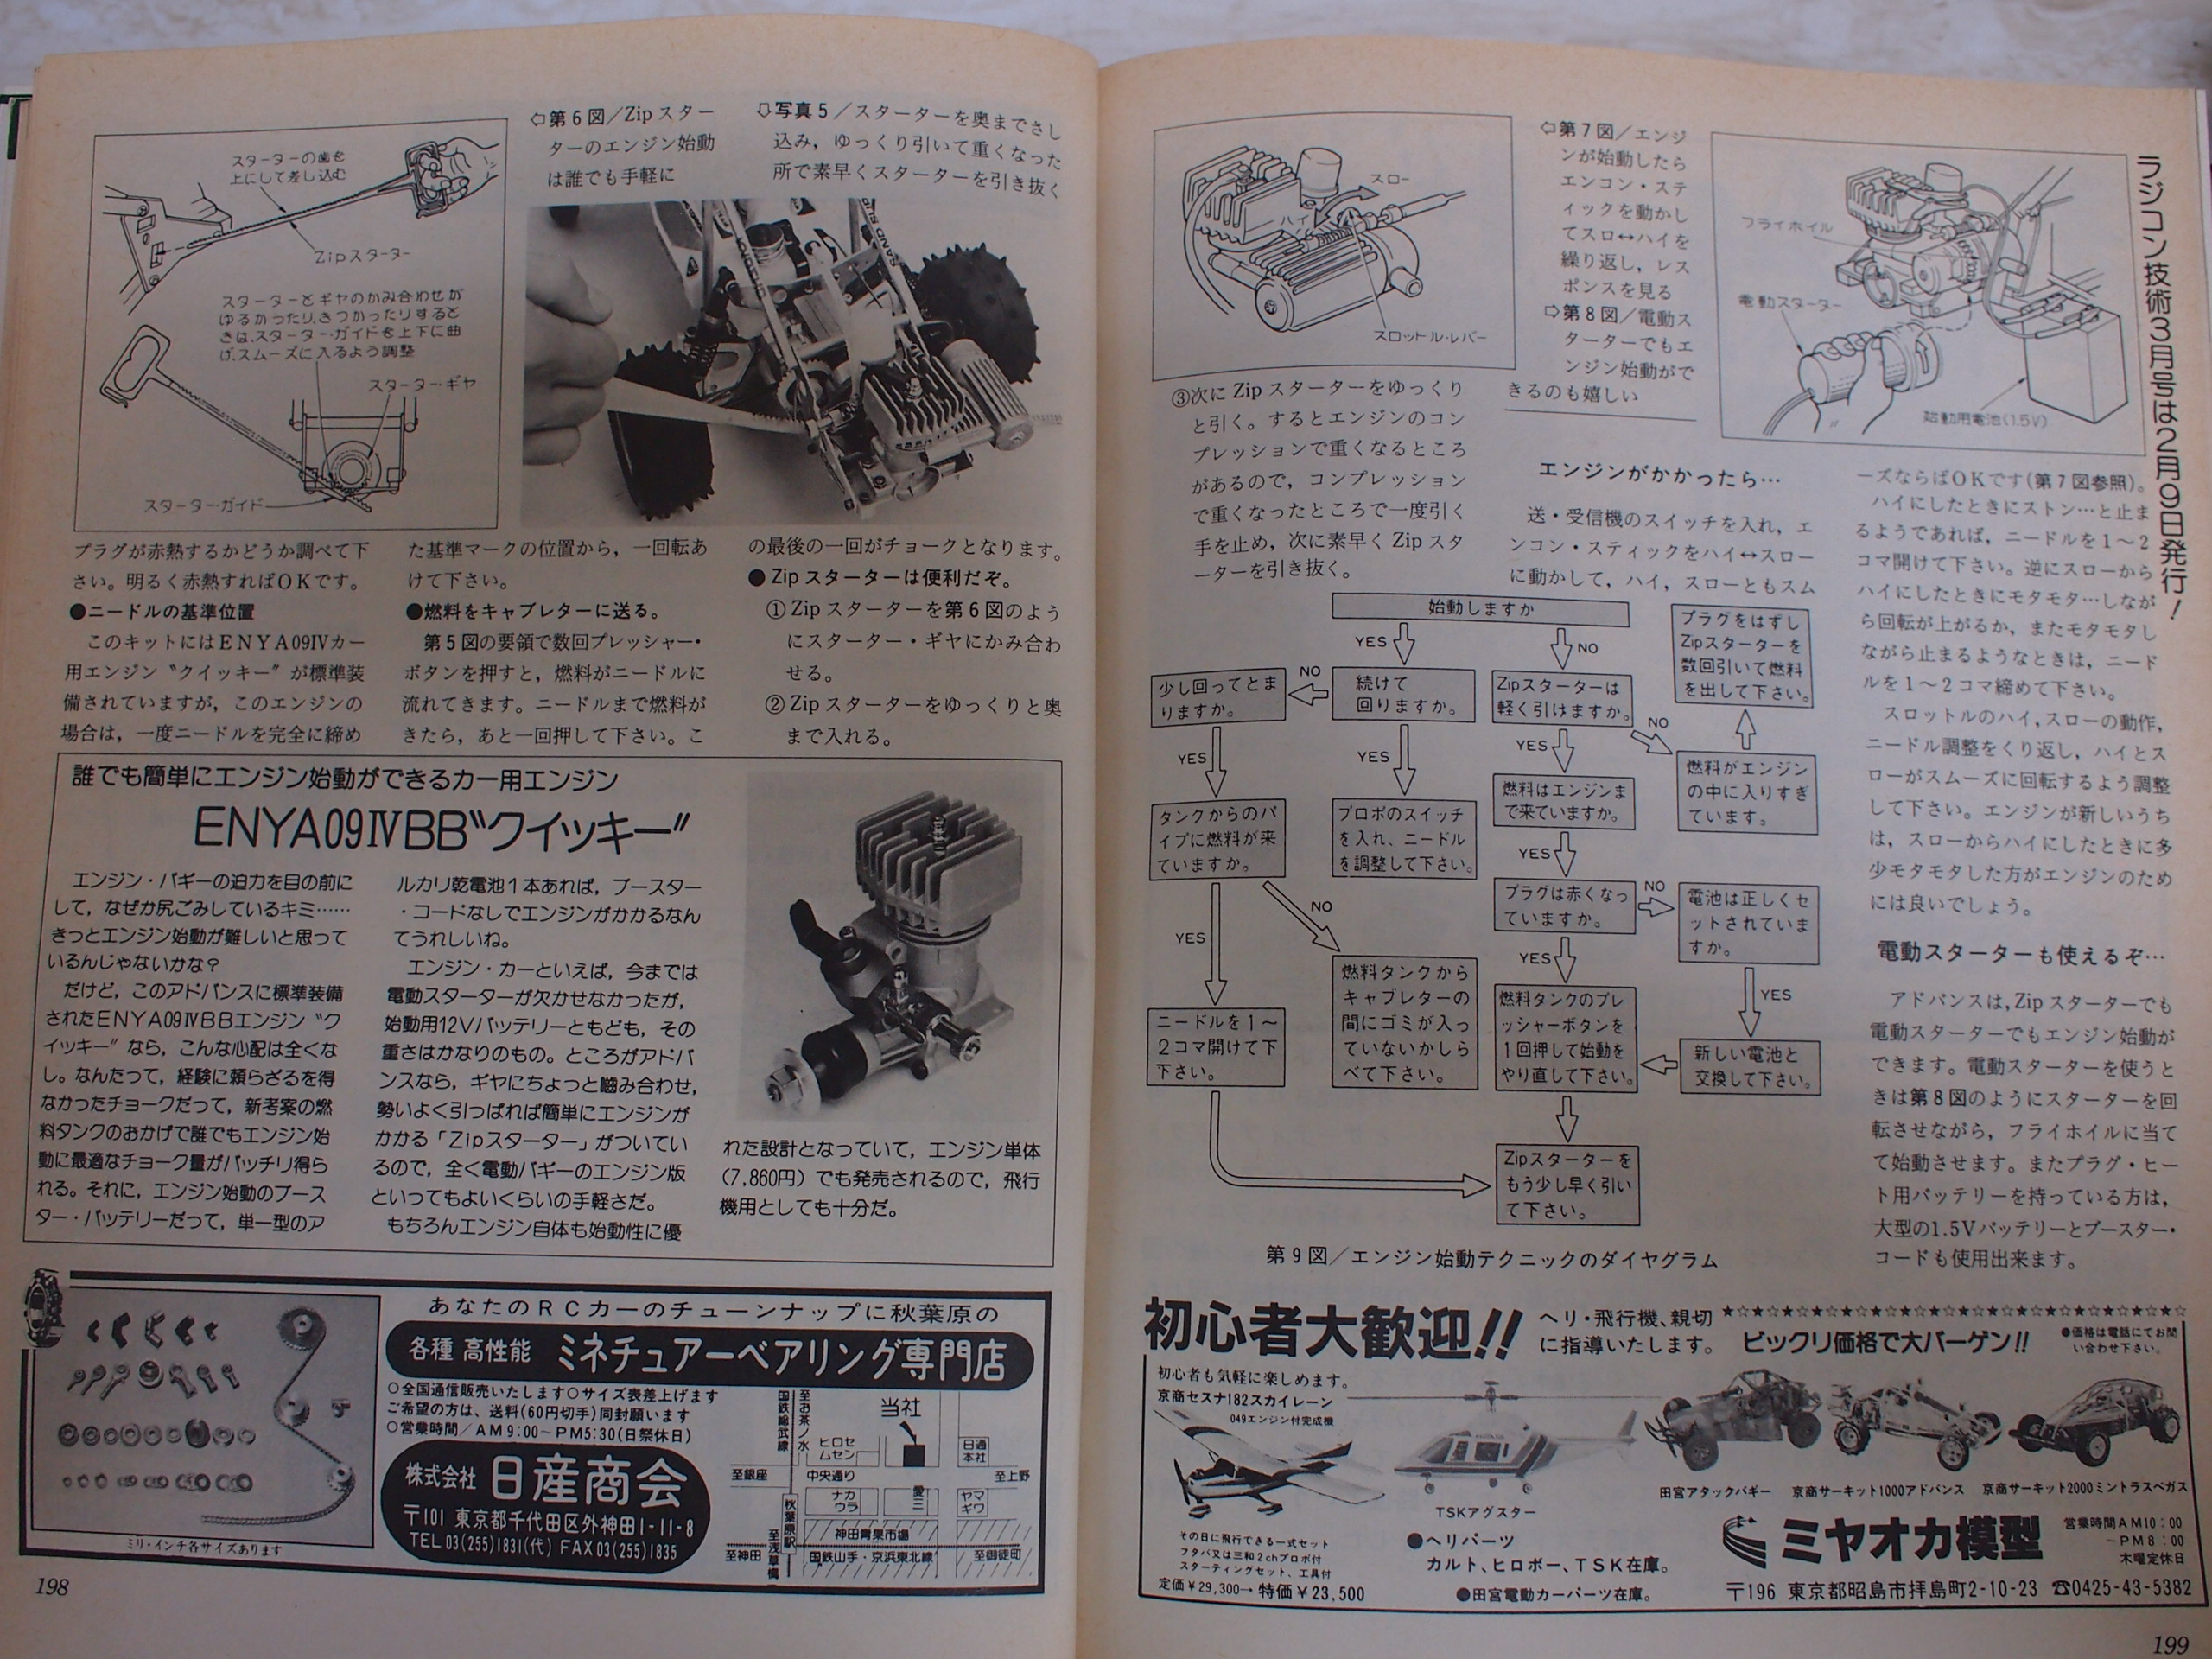 スターターの歯を
上にして差し込む
Zipスターター
スターターとギヤのかみ合わせが
ゆるかったり、きつかったりすると
きは、スターター・ガイドを上下に曲
げ、スムーズに入るよう調整
スターター・ギヤ
スターター・ガイド
⇦第6図／Zip スター
ターのエンジン始動
は誰でも手軽に
⇩写真5／スターターを奥までさし
込み，ゆっくり引いて重くなった
所で素早くスターターを引き抜く
プラグが赤熱するかどうか調べて下
さい。明るく赤熱すればOKです。
●ニードルの基準位置
このキットにはENYA09Ⅳカー
用エンジン〝クイッキー〟が標準装
備されていますが，このエンジンの
場合は，一度ニードルを完全に締め
た基準マークの位置から，一回転あ
けて下さい。
●燃料をキャブレターに送る。
第5図の要領で数回プレッシャー・
ボタンを押すと，燃料がニードルに
流れてきます。ニードルまで燃料が
きたら，あと一回押して下さい。こ
の最後の一回がチョークとなります。
● Zip スターターは便利だぞ。
① Zip スターターを第6図のよう
にスターター・ギヤにかみ合わ
せる。
② Zip スターターをゆっくりと奥
まで入れる。
誰でも簡単にエンジン始動ができるカー用エンジン
ENYA09ⅣBB〝クイッキー〟
エンジン・バギーの迫力を目の前に
して，なぜか尻ごみしているキミ……
きっとエンジン始動が難しいと思って
いるんじゃないかな？
だけど，このアドバンスに標準装備
されたENYA09ⅣBBエンジン〝ク
イッキー〟なら，こんな心配は全くな
し。なんたって，経験に頼らざるを得
なかったチョークだって，新考案の燃
料タンクのおかげで誰でもエンジン始
動に最適なチョーク量がバッチリ得ら
れる。それに，エンジン始動のブース
ター・バッテリーだって，単一型のア
ルカリ乾電池1本あれば，ブースター
・コードなしでエンジンがかかるなん
てうれしいね。
エンジン・カーといえば，今までは
電動スターターが欠かせなかったが，
始動用12Vバッテリーともども，その
重さはかなりのもの。ところがアドバ
ンスなら，ギヤにちょっと嚙み合わせ，
勢いよく引っぱれば簡単にエンジンが
かかる「Zipスターター」がついてい
るので，全く電動バギーのエンジン版
といってもよいくらいの手軽さだ。
もちろんエンジン自体も始動性に優
れた設計となっていて，エンジン単体
(7,860円）でも発売されるので，飛行
機用としても十分だ。
あなたのＲＣカーのチューンナップに秋葉原の
各種 高性能 ミネチュアーベアリング専門店
○全国通信販売いたします○サイズ表差上げます
ご希望の方は、送料(60円切手)同封願います
○営業時間／AM9:00〜PM5:30(日祭休日)
株式会社 日産商会
〒101 東京都千代田区外神田1-11-8
TEL 03(255)1831(代) FAX 03(255)1835
ミリ・インチ各サイズあります
国鉄総武線
至お茶ノ水
当社
ヒロセ
ムセン
日通
本社
至銀座
中央通り
至上野
ナカ
ウラ
愛三
ヤマ
ギワ
秋葉原駅
神田青果市場
至神田
至浅草橋
国鉄山手・京浜東北線
至御徒町
198
スロー
ハイ
スロットル・レバー
⇦第7図／エンジ
ンが始動したら
エンコン・ステ
ィックを動かし
てスロ↔ハイを
繰り返し，レス
ポンスを見る
⇨第8図／電動ス
ターターでもエ
ンジン始動がで
きるのも嬉しい
フライホイル
電動スターター
始動用電池(1.5V)
ラジコン技術3月号は2月9日発行！
③次に Zip スターターをゆっくり
と引く。するとエンジンのコン
プレッションで重くなるところ
があるので，コンプレッション
で重くなったところで一度引く
手を止め，次に素早く Zip スタ
ーターを引き抜く。
エンジンがかかったら…
送・受信機のスイッチを入れ，エ
ンコン・スティックをハイ↔スロー
に動かして，ハイ，スローともスム
ーズならばOKです(第7図参照)。
ハイにしたときにストン…と止ま
るようであれば，ニードルを1〜2
コマ開けて下さい。逆にスローから
ハイにしたときにモタモタ…しなが
ら回転が上がるか，またモタモタし
ながら止まるようなときは，ニード
ルを1〜2コマ締めて下さい。
スロットルのハイ,スローの動作，
ニードル調整をくり返し，ハイとス
ローがスムーズに回転するよう調整
して下さい。エンジンが新しいうち
は，スローからハイにしたときに多
少モタモタした方がエンジンのため
には良いでしょう。
電動スターターも使えるぞ…
アドバンスは，Zip スターターでも
電動スターターでもエンジン始動が
できます。電動スターターを使うと
きは第8図のようにスターターを回
転させながら，フライホイルに当て
て始動させます。またプラグ・ヒー
ト用バッテリーを持っている方は，
大型の1.5Vバッテリーとブースター・
コードも使用出来ます。
始動しますか
YES
NO
プラグをはずし
Zipスターターを
数回引いて燃料
を出して下さい。
少し回ってとま
りますか。
NO
続けて
回りますか。
Zipスターターは
軽く引けますか。
NO
YES
YES
YES
燃料がエンジン
の中に入りすぎ
ています。
タンクからのパ
イプに燃料が来
ていますか。
プロポのスイッチ
を入れ、ニードル
を調整して下さい。
燃料はエンジンま
で来ていますか。
YES
NO
YES
プラグは赤くなっ
ていますか。
NO
電池は正しくセ
ットされていま
すか。
YES
YES
ニードルを1〜
2コマ開けて下
下さい。
燃料タンクから
キャブレターの
間にゴミが入っ
ていないかしら
べて下さい。
燃料タンクのプレ
ッシャーボタンを
1回押して始動を
やり直して下さい。
新しい電池と
交換して下さい。
Zipスターターを
もう少し早く引い
て下さい。
第9図／エンジン始動テクニックのダイヤグラム
初心者大歓迎!!
ヘリ・飛行機、親切
に指導いたします。
☆★☆★☆★☆★☆★☆★☆★☆★☆★☆★☆★☆★☆★☆★☆
ビックリ価格で大バーゲン!!
●価格は電話にてお問
い合わせ下さい。
初心者も気軽に楽しめます。
京商セスナ182スカイレーン
049エンジン付完成機
その日に飛行できる一式セット
フタバ又は三和2chプロポ付
スターティングセット、工具付
定価￥29,300→ 特価￥23,500
TSKアグスター
●ヘリパーツ
カルト、ヒロボー、TSK在庫。
●田宮電動カーパーツ在庫。
田宮アタックバギー
京商サーキット1000アドバンス
京商サーキット2000ミントラスベガス
ミヤオカ模型
営業時間AM10：00
〜PM8：00
木曜定休日
〒196 東京都昭島市拝島町2-10-23 ☎0425-43-5382
199